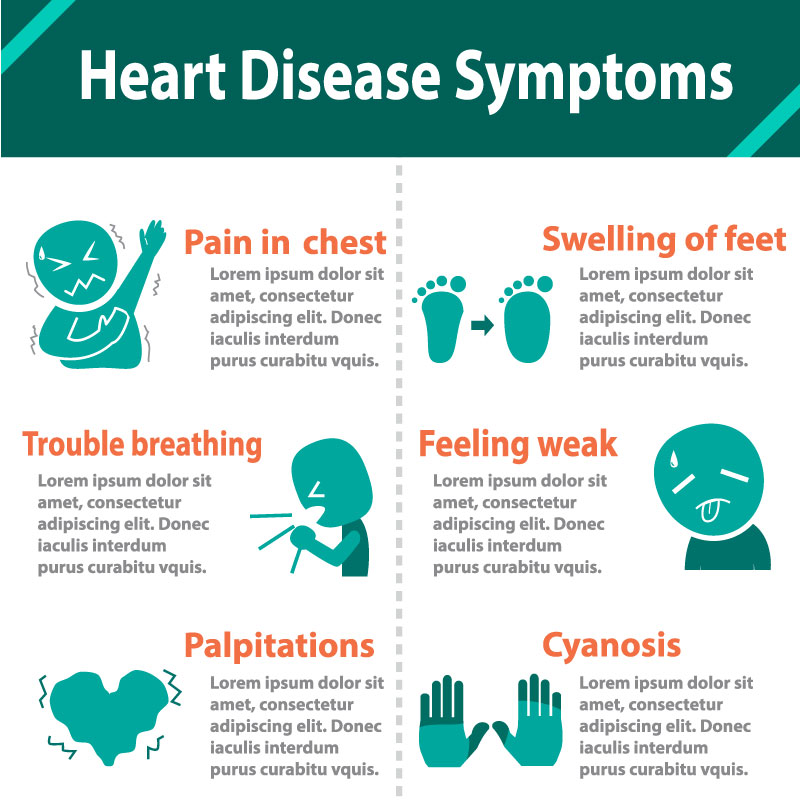 Heart Disease Symptoms
Pain in chest
Lorem ipsum dolor sit
amet, consectetur
adipiscing elit. Donec
iaculis interdum
purus curabitu vquis.
Swelling of feet
Lorem ipsum dolor sit
amet, consectetur
adipiscing elit. Donec
iaculis interdum
purus curabitu vquis.
Trouble breathing
Lorem ipsum dolor sit
amet, consectetur
adipiscing elit. Donec
iaculis interdum
purus curabitu vquis.
Feeling weak
Lorem ipsum dolor sit
amet, consectetur
adipiscing elit. Donec
iaculis interdum
purus curabitu vquis.
Palpitations
Lorem ipsum dolor sit
amet, consectetur
adipiscing elit. Donec
iaculis interdum
purus curabitu vquis.
Cyanosis
Lorem ipsum dolor sit
amet, consectetur
adipiscing elit. Donec
iaculis interdum
purus curabitu vquis.